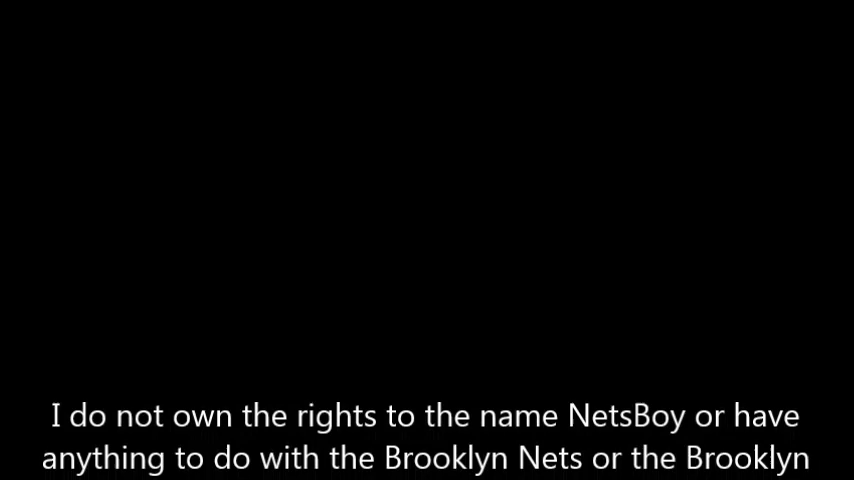 I do not own the rights to the name NetsBoy or have
anything to do with the Brooklyn Nets or the Brooklyn